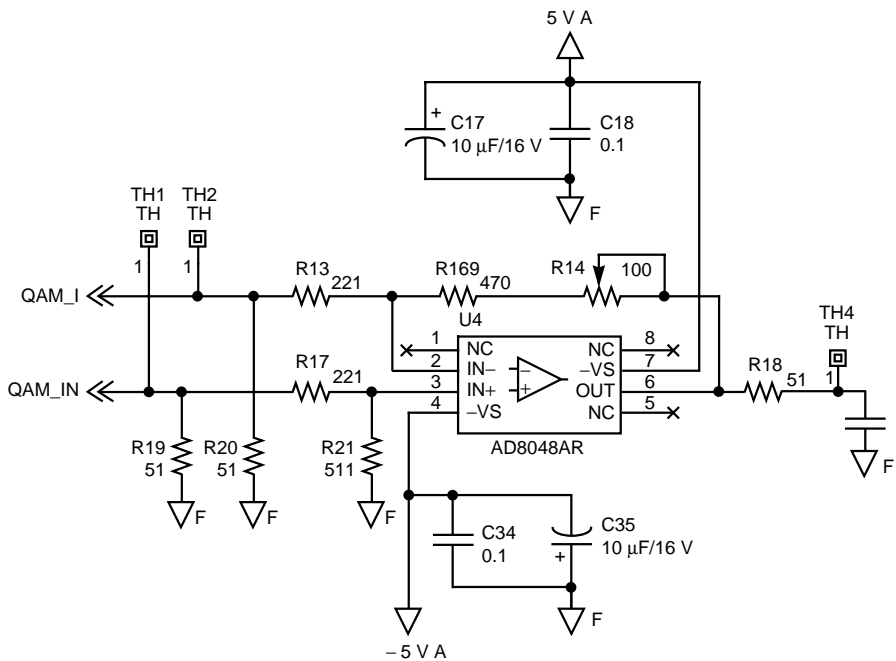 5 V A
+
C17
10 µF/16 V
C18
0.1
F
TH1
TH
TH2
TH
1
1
QAM_I
R13
221
R169
470
R14
100
U4
1
NC
NC
8
2
IN–
–VS
7
3
IN+
OUT
6
4
–VS
NC
5
–
+
AD8048AR
TH4
TH
1
R18
51
F
QAM_IN
R17
221
R19
51
F
R20
51
F
R21
511
F
C34
0.1
C35
10 µF/16 V
+
F
– 5 V A